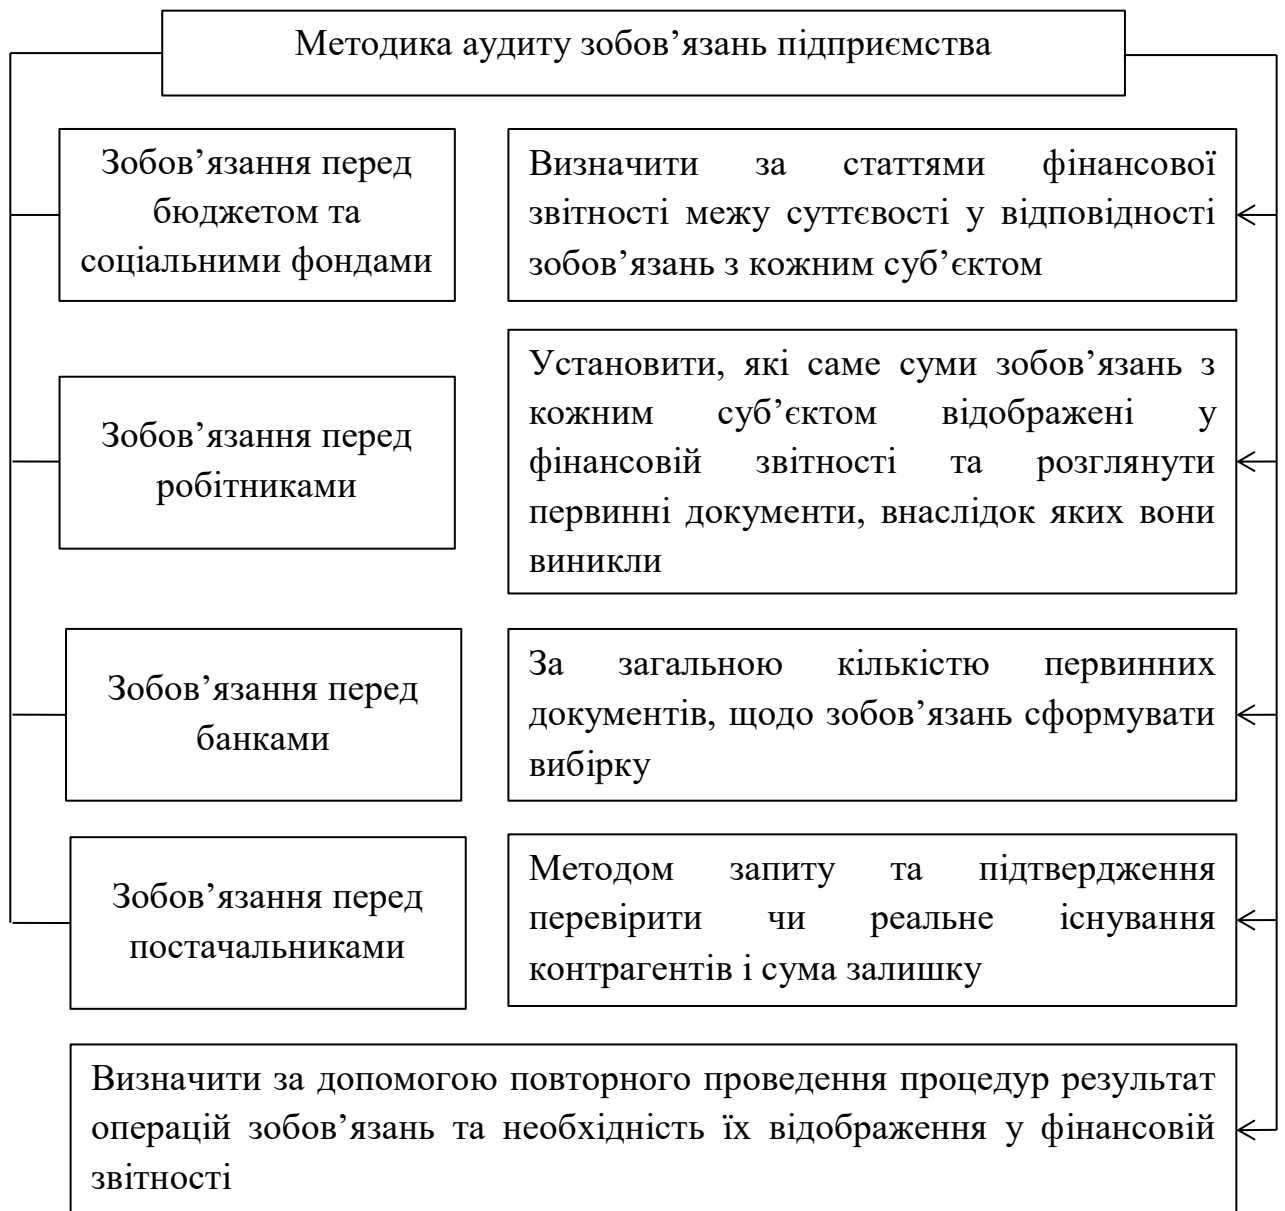 Методика аудиту зобов’язань підприємства
Зобов’язання перед
бюджетом та
соціальними фондами
Визначити за статтями фінансової
звітності межу суттєвості у відповідності
зобов’язань з кожним суб’єктом
Зобов’язання перед
робітниками
Установити, які саме суми зобов’язань з
кожним суб’єктом відображені у
фінансовій звітності та розглянути
первинні документи, внаслідок яких вони
виникли
Зобов’язання перед
банками
За загальною кількістю первинних
документів, щодо зобов’язань сформувати
вибірку
Зобов’язання перед
постачальниками
Методом запиту та підтвердження
перевірити чи реальне існування
контрагентів і сума залишку
Визначити за допомогою повторного проведення процедур результат
операцій зобов’язань та необхідність їх відображення у фінансовій
звітності